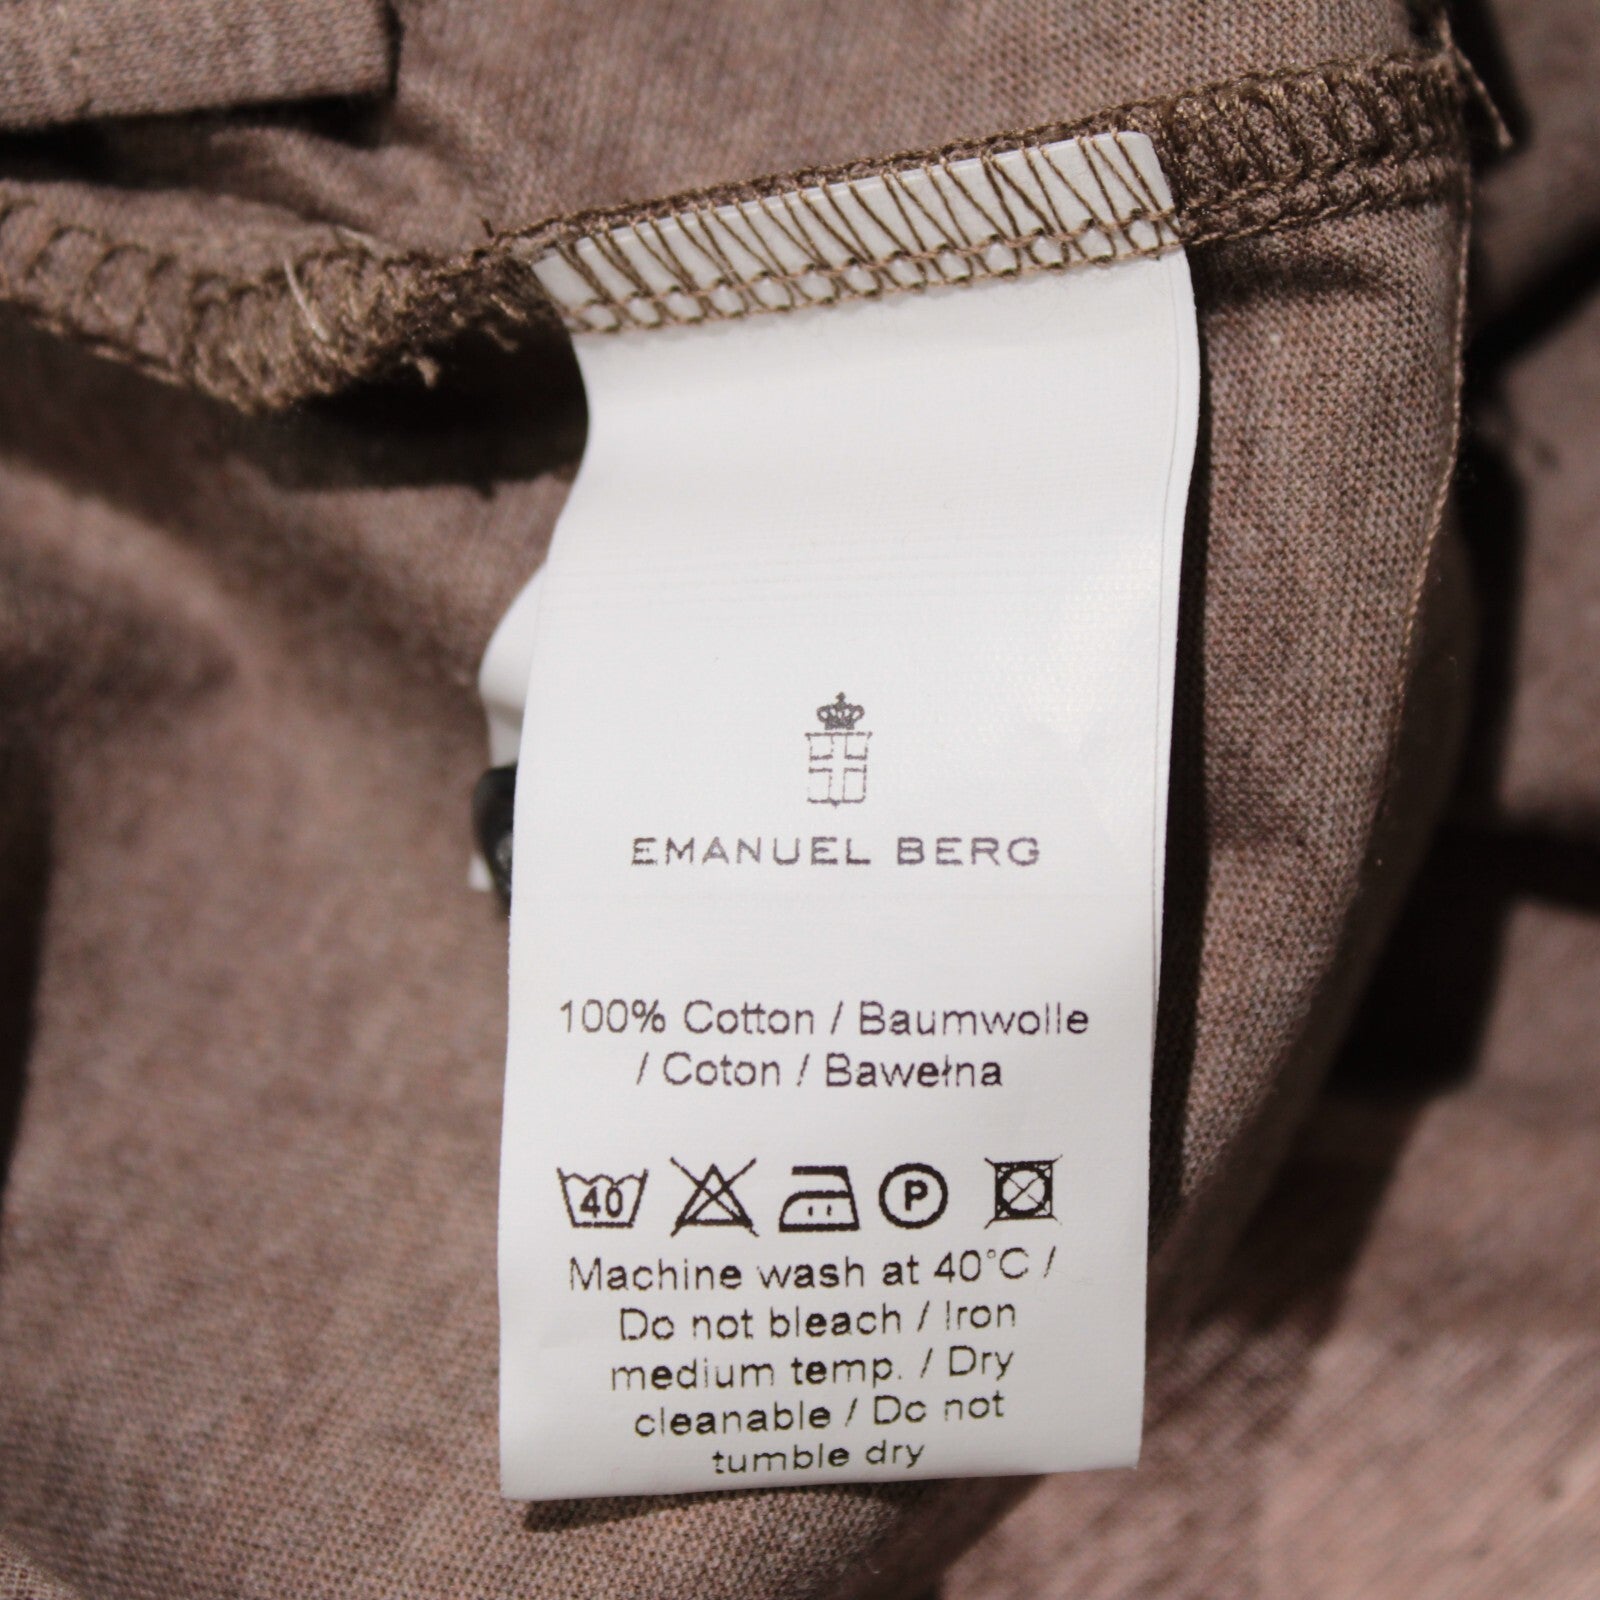 EMANUEL BERG
100% Cotton / Baumwolle
/ Coton / Bawełna
40 P
Machine wash at 40°C /
Do not bleach / Iron
medium temp. / Dry
cleanable / Do not
tumble dry